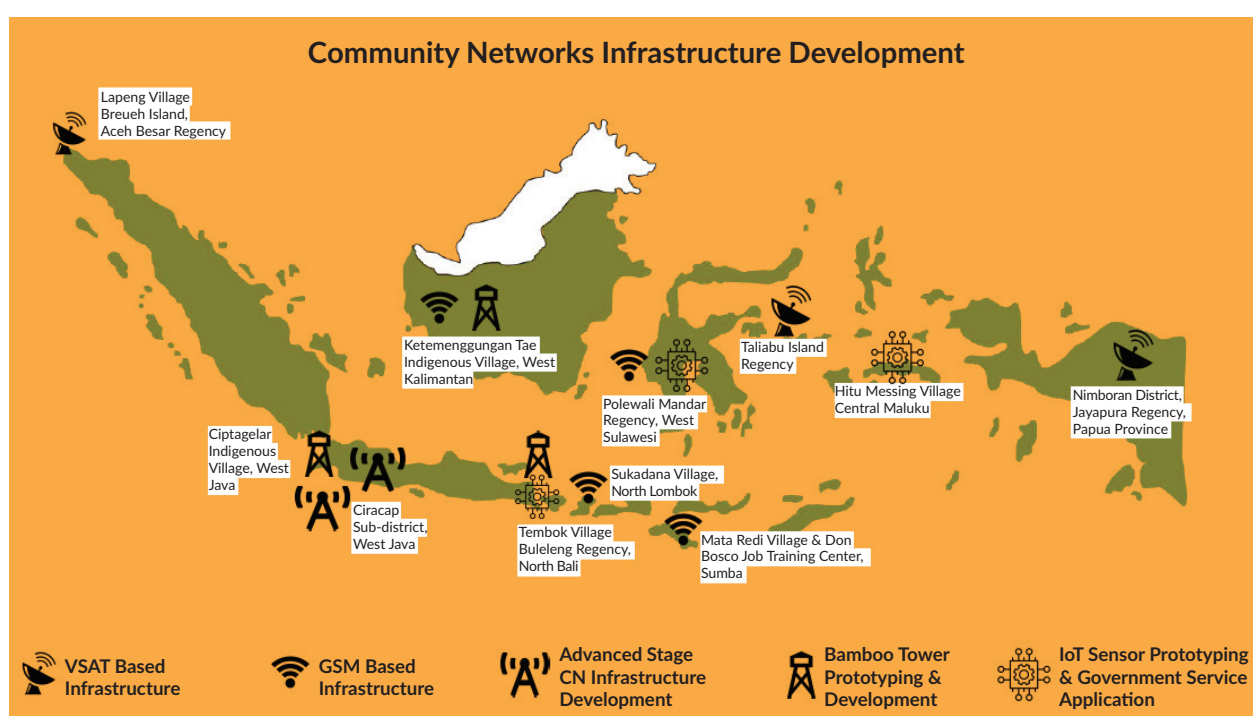 Community Networks Infrastructure Development
Lapeng Village
Breueh Island,
Aceh Besar Regency
Ketemenggungan Tae
Indigenous Village, West
Kalimantan
Taliabu Island
Regency
Polewali Mandar
Regency, West
Sulawesi
Hitu Messing Village
Central Maluku
Nimboran District,
Jayapura Regency,
Papua Province
Ciptagelar
Indigenous
Village, West
Java
Ciracap
Sub-district,
West Java
Tembok Village
Buleleng Regency,
North Bali
Sukadana Village,
North Lombok
Mata Redi Village & Don
Bosco Job Training Center,
Sumba
VSAT Based
Infrastructure
GSM Based
Infrastructure
Advanced Stage
CN Infrastructure
Development
Bamboo Tower
Prototyping &
Development
IoT Sensor Prototyping
& Government Service
Application